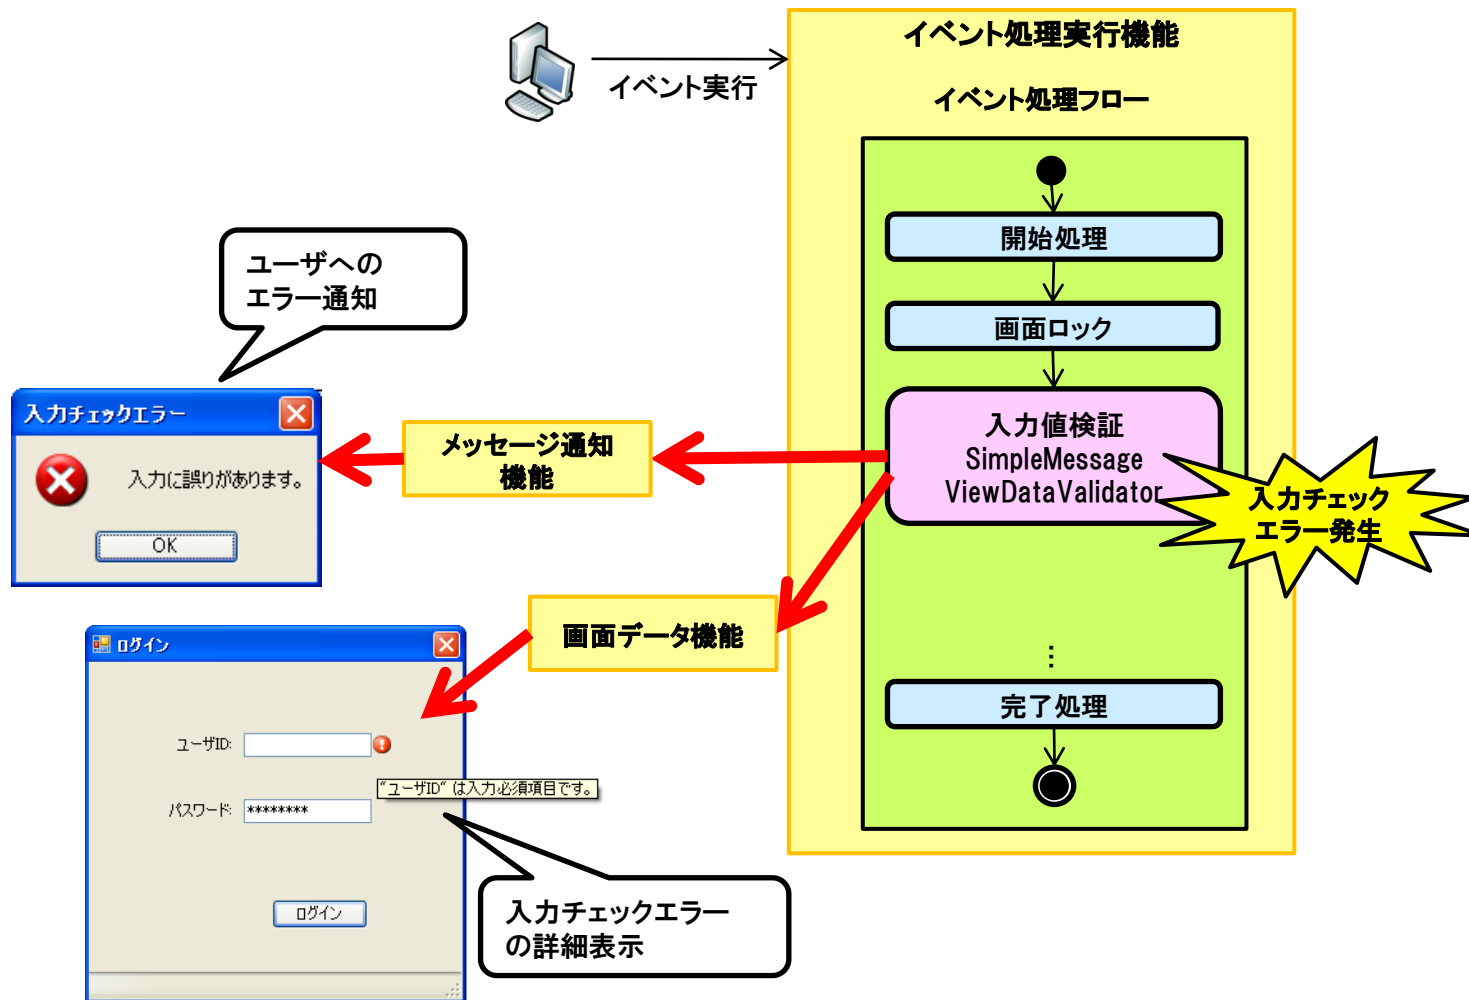 イベント処理実行機能
イベント実行
イベント処理フロー
開始処理
画面ロック
入力値検証
SimpleMessage
ViewDataValidator
入力チェック
エラー発生
⋮
完了処理
ユーザへの
エラー通知
入力チェックエラー
入力に誤りがあります。
OK
メッセージ通知
機能
画面データ機能
ログイン
ユーザID:
"ユーザID" は入力必須項目です。
パスワード:
********
ログイン
入力チェックエラー
の詳細表示